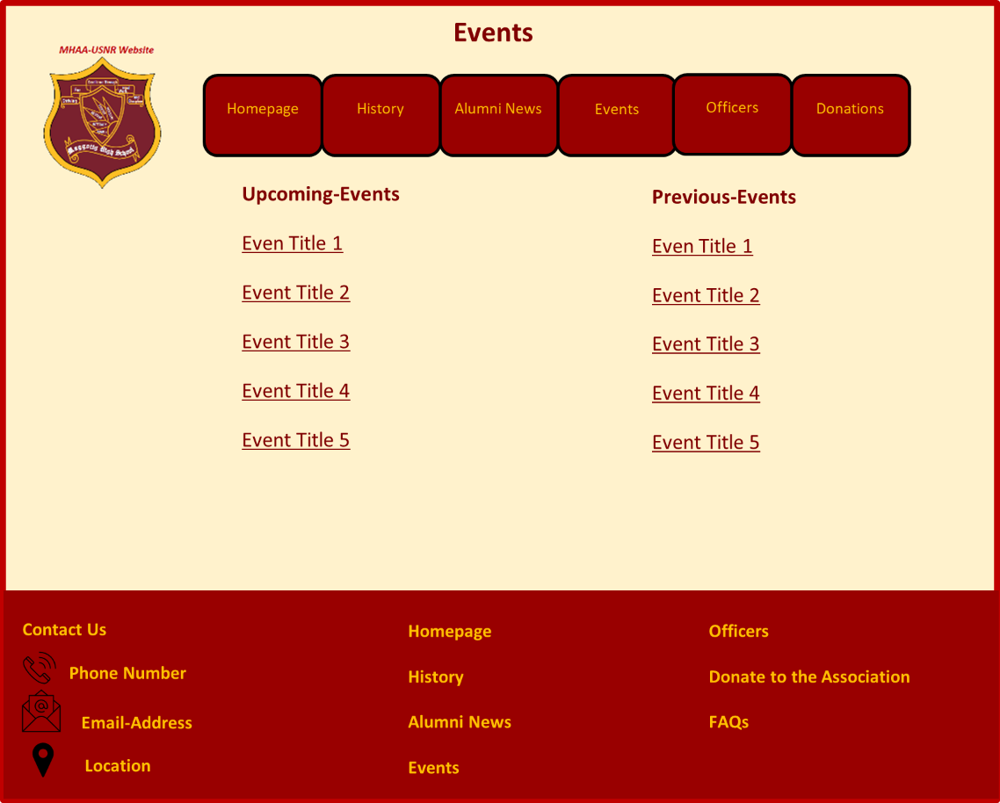 Events
MHAA-USNR Website
Maggotty High School
Homepage
History
Alumni News
Events
Officers
Donations
Upcoming-Events
Even Title 1
Event Title 2
Event Title 3
Event Title 4
Event Title 5
Previous-Events
Even Title 1
Event Title 2
Event Title 3
Event Title 4
Event Title 5
Contact Us
Phone Number
@
Email-Address
Location
Homepage
History
Alumni News
Events
Officers
Donate to the Association
FAQs